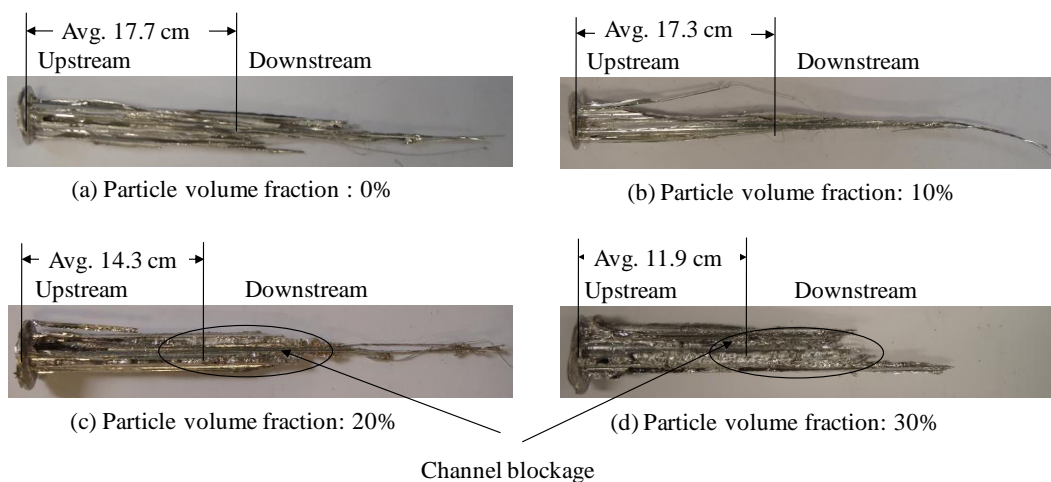 Avg. 17.7 cm
Upstream Downstream
(a) Particle volume fraction : 0%
Avg. 17.3 cm
Upstream Downstream
(b) Particle volume fraction: 10%
Avg. 14.3 cm
Upstream Downstream
(c) Particle volume fraction: 20%
Avg. 11.9 cm
Upstream Downstream
(d) Particle volume fraction: 30%
Channel blockage